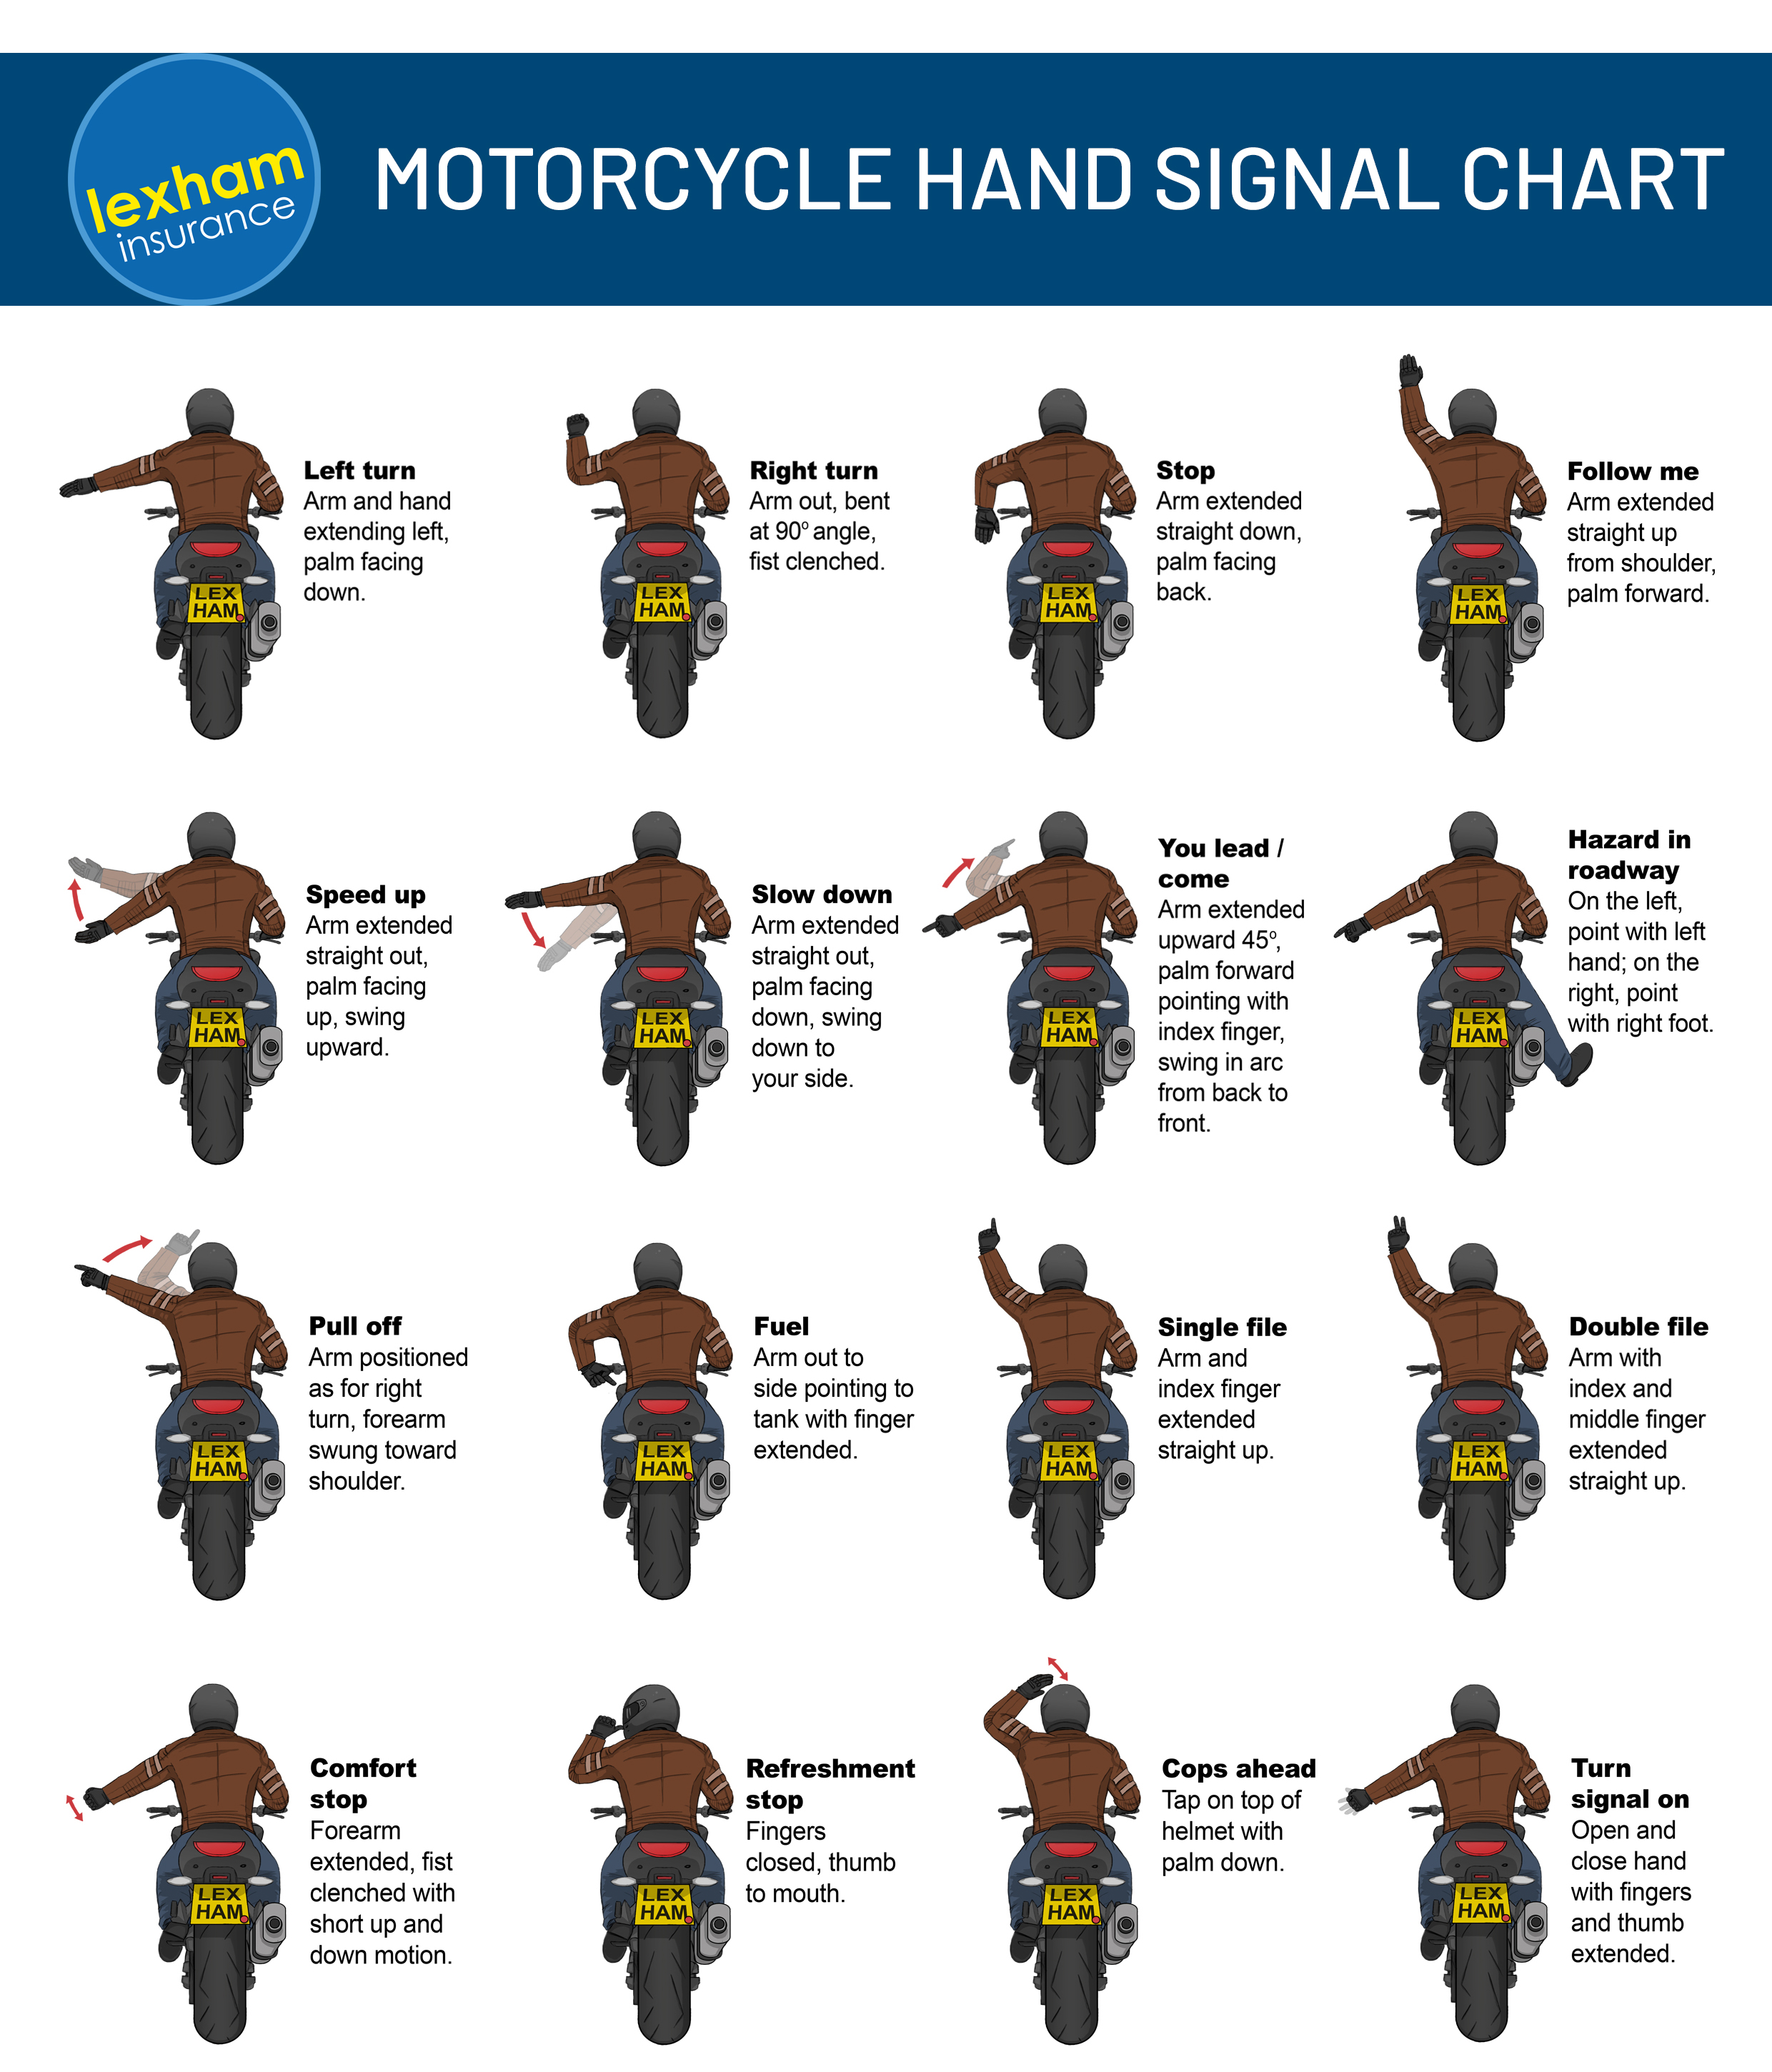 lexham
insurance
MOTORCYCLE HAND SIGNAL CHART
Left turn
Arm and hand
extending left,
palm facing
down.
LEX
HAM
Right turn
Arm out, bent
at 90º angle,
fist clenched.
LEX
HAM
Stop
Arm extended
straight down,
palm facing
back.
LEX
HAM
Follow me
Arm extended
straight up
from shoulder,
palm forward.
LEX
HAM
Speed up
Arm extended
straight out,
palm facing
up, swing
upward.
LEX
HAM
Slow down
Arm extended
straight out,
palm facing
down, swing
down to
your side.
LEX
HAM
You lead /
come
Arm extended
upward 45º,
palm forward
pointing with
index finger,
swing in arc
from back to
front.
LEX
HAM
Hazard in
roadway
On the left,
point with left
hand; on the
right, point
with right foot.
LEX
HAM
Pull off
Arm positioned
as for right
turn, forearm
swung toward
shoulder.
LEX
HAM
Fuel
Arm out to
side pointing to
tank with finger
extended.
LEX
HAM
Single file
Arm and
index finger
extended
straight up.
LEX
HAM
Double file
Arm with
index and
middle finger
extended
straight up.
LEX
HAM
Comfort
stop
Forearm
extended, fist
clenched with
short up and
down motion.
LEX
HAM
Refreshment
stop
Fingers
closed, thumb
to mouth.
LEX
HAM
Cops ahead
Tap on top of
helmet with
palm down.
LEX
HAM
Turn
signal on
Open and
close hand
with fingers
and thumb
extended.
LEX
HAM